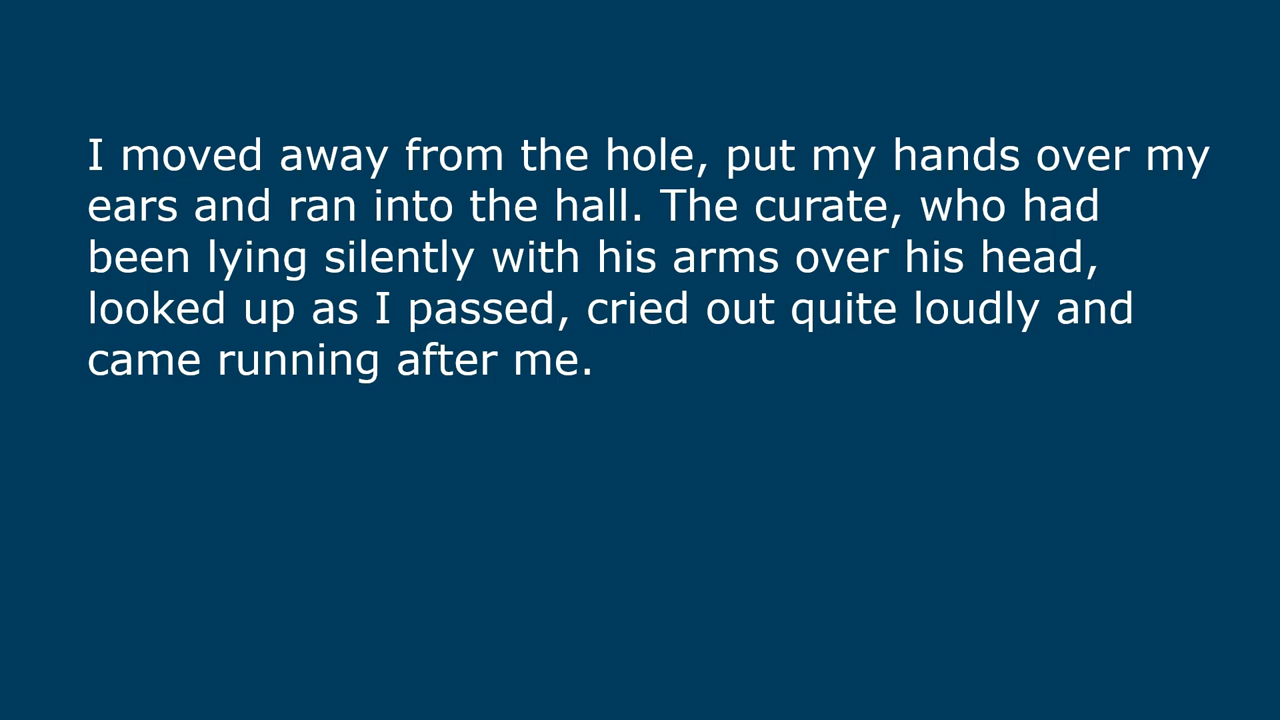 I moved away from the hole, put my hands over my
ears and ran into the hall. The curate, who had
been lying silently with his arms over his head,
looked up as I passed, cried out quite loudly and
came running after me.